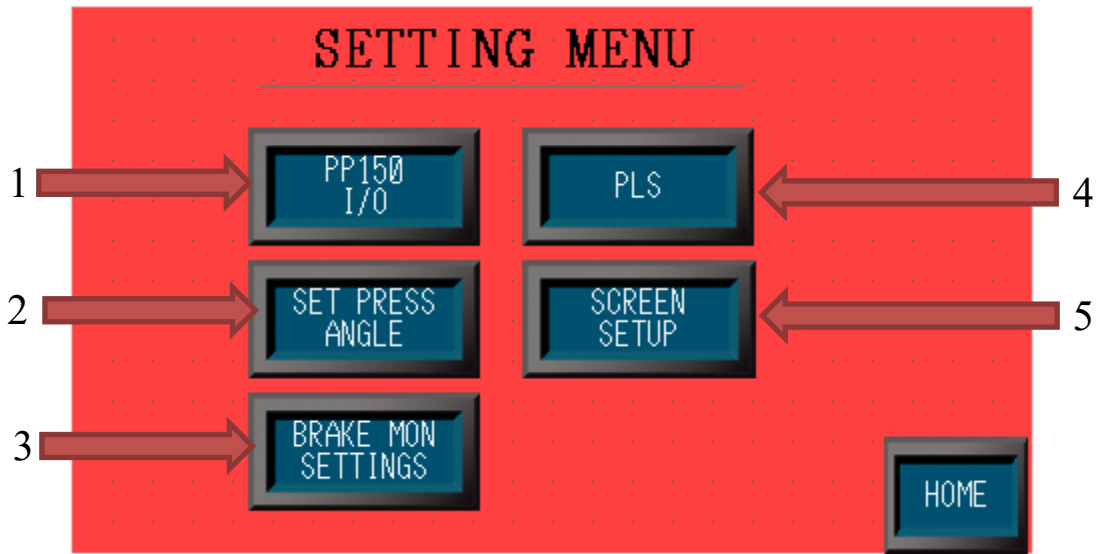 SETTING MENU
1
PP150
I/O
PLS
4
2
SET PRESS
ANGLE
SCREEN
SETUP
5
3
BRAKE MON
SETTINGS
HOME